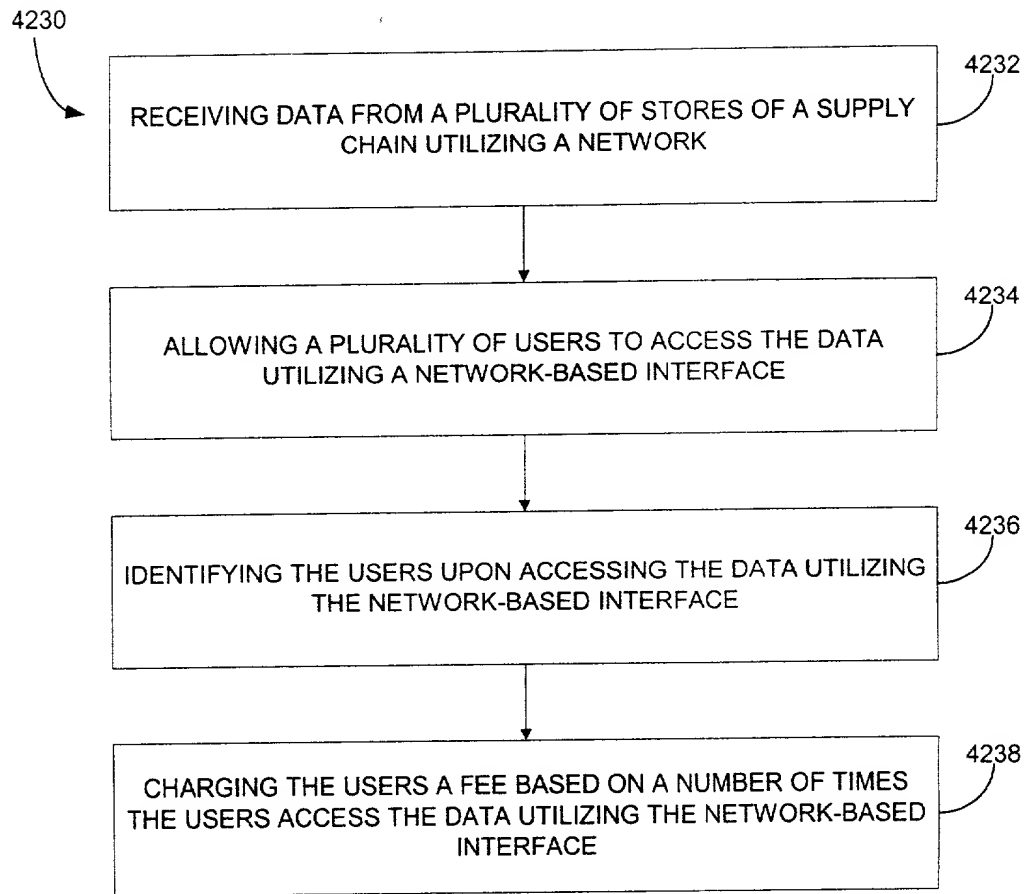 4230
4232
RECEIVING DATA FROM A PLURALITY OF STORES OF A SUPPLY
CHAIN UTILIZING A NETWORK
4234
ALLOWING A PLURALITY OF USERS TO ACCESS THE DATA
UTILIZING A NETWORK-BASED INTERFACE
4236
IDENTIFYING THE USERS UPON ACCESSING THE DATA UTILIZING
THE NETWORK-BASED INTERFACE
4238
CHARGING THE USERS A FEE BASED ON A NUMBER OF TIMES
THE USERS ACCESS THE DATA UTILIZING THE NETWORK-BASED
INTERFACE